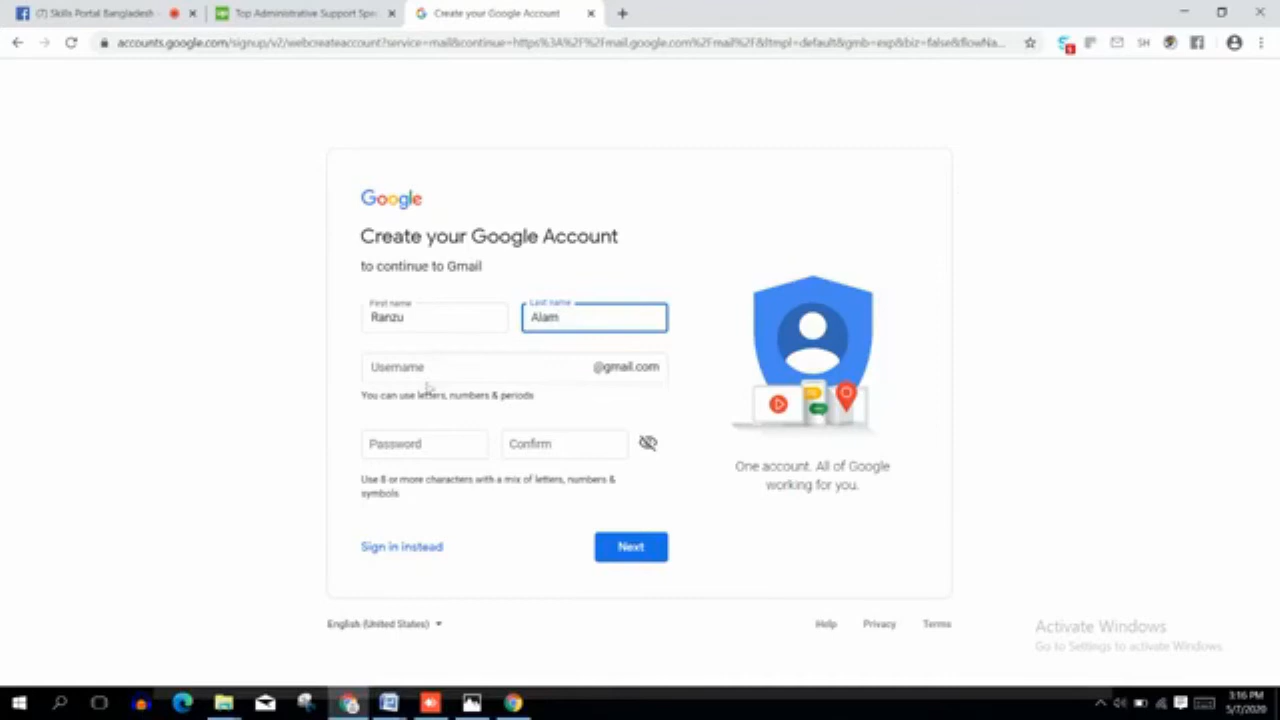 (7) Skills Portal Bangladesh
Top Administrative Support Spe
Create your Google Account
accounts.google.com/signup/v2/webcreateaccount?service=mail&continue=https%3A%2F%2Fmail.google.com%2Fmail%2F&ltmpl=default&gmb=exp&biz=false&flowNa...
SH
Google
Create your Google Account
to continue to Gmail
First name
Last name
Ranzu
Alam
Username
@gmail.com
You can use letters, numbers & periods
Password
Confirm
Use 8 or more characters with a mix of letters, numbers &
symbols
One account. All of Google
working for you.
Sign in instead
Next
English (United States)
Help
Privacy
Terms
Activate Windows
Go to Settings to activate Windows.
3:16 PM
5/7/2020